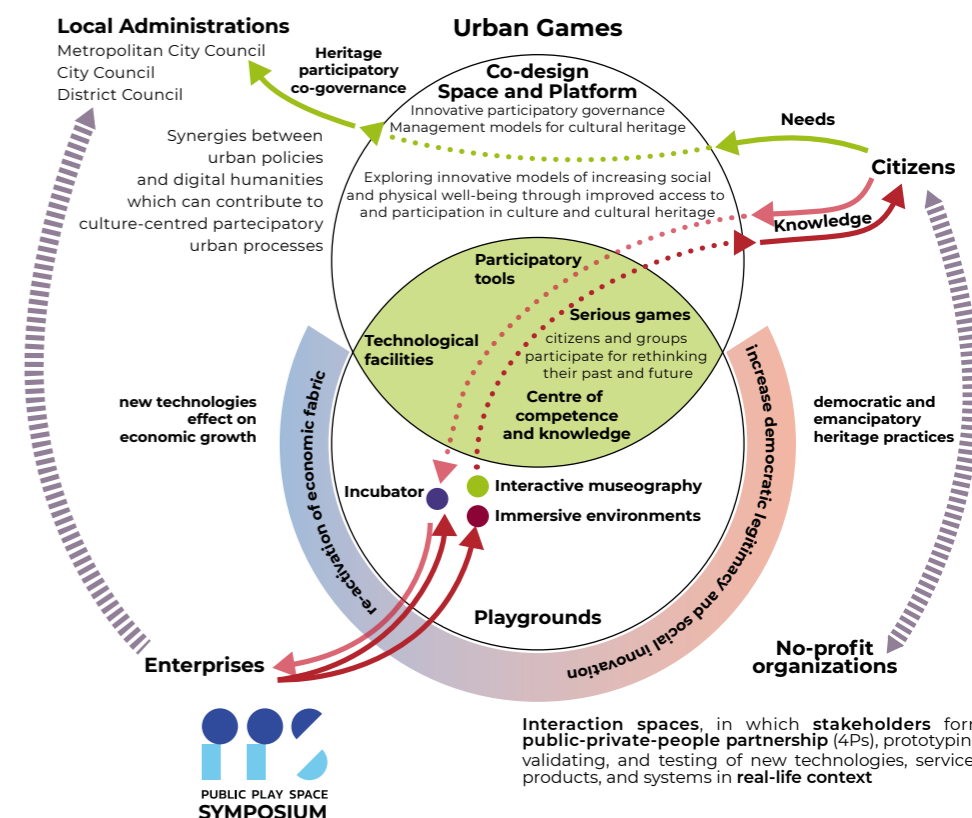 Urban Games
Local Administrations
Metropolitan City Council
City Council
District Council
Heritage
participatory
co-governance
Co-design
Space and Platform
Innovative participatory governance
Management models for cultural heritage
Needs
Citizens
Synergies between
urban policies
and digital humanities
which can contribute to
culture-centred partecipatory
urban processes
Exploring innovative models of increasing social
and physical well-being through improved access to
and participation in culture and cultural heritage
Knowledge
Participatory
tools
Serious games
citizens and groups
participate for rethinking
their past and future
Technological
facilities
Centre of
competence
and knowledge
new technologies
effect on
economic growth
re-activation of economic fabric
increase democratic legitimacy and social innovation
democratic and
emancipatory
heritage practices
Incubator
Interactive museography
Immersive environments
Playgrounds
Enterprises
No-profit
organizations
PUBLIC PLAY SPACE
SYMPOSIUM
Interaction spaces, in which stakeholders form
public-private-people partnership (4Ps), prototypin
validating, and testing of new technologies, service
products, and systems in real-life context